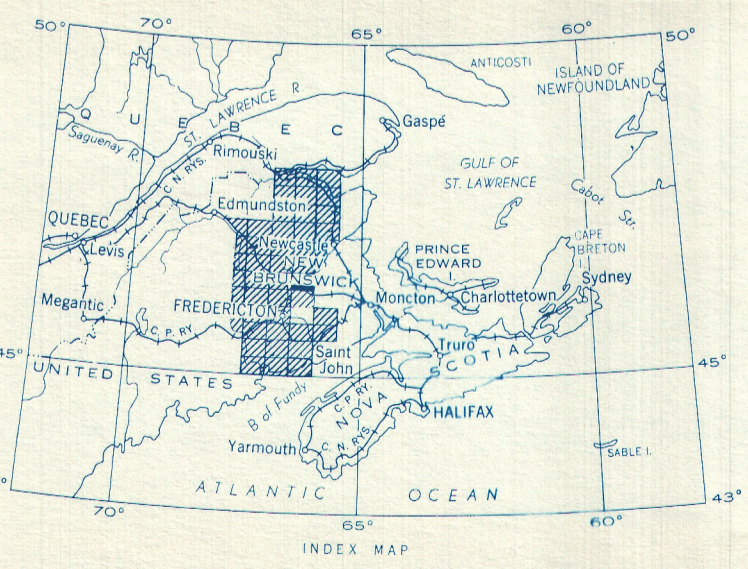 50° 70° 65° 60° 50°
ANTICOSTI
ISLAND OF
NEWFOUNDLAND
Q U E B E C
ST. LAWRENCE R.
Gaspé
Saguenay R.
Rimouski
C. N. RYS.
GULF OF
ST. LAWRENCE
Cabot
Str.
Edmundston
QUEBEC
Levis
Newcastle
NEW
BRUNSWICK
PRINCE
EDWARD
I.
CAPE
BRETON
I.
Sydney
Megantic
FREDERICTON
Moncton
Charlottetown
C. P. RY.
Truro
45°
Saint
John
SCOTIA
45°
UNITED STATES
B of Fundy
C. P. RY.
NOVA
HALIFAX
Yarmouth
C. N. RYS.
SABLE I.
ATLANTIC OCEAN
43°
70°
65°
60°
INDEX MAP